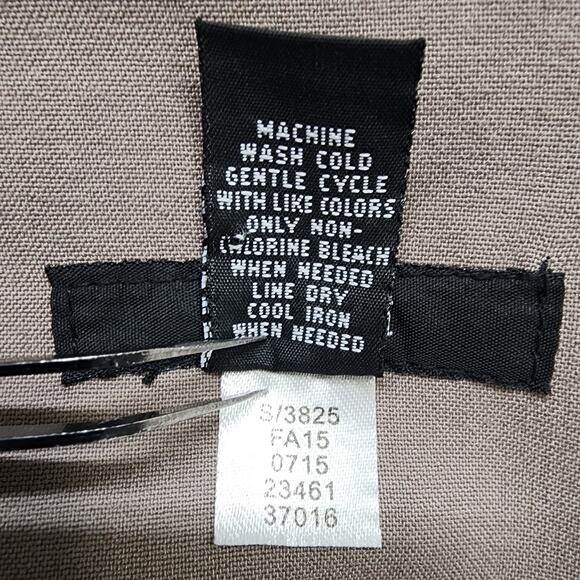 MACHINE
WASH COLD
GENTLE CYCLE
WITH LIKE COLORS
ONLY NON-
CHLORINE BLEACH
WHEN NEEDED
LINE DRY
COOL IRON
WHEN NEEDED
S/3825
FA15
0715
23461
37016